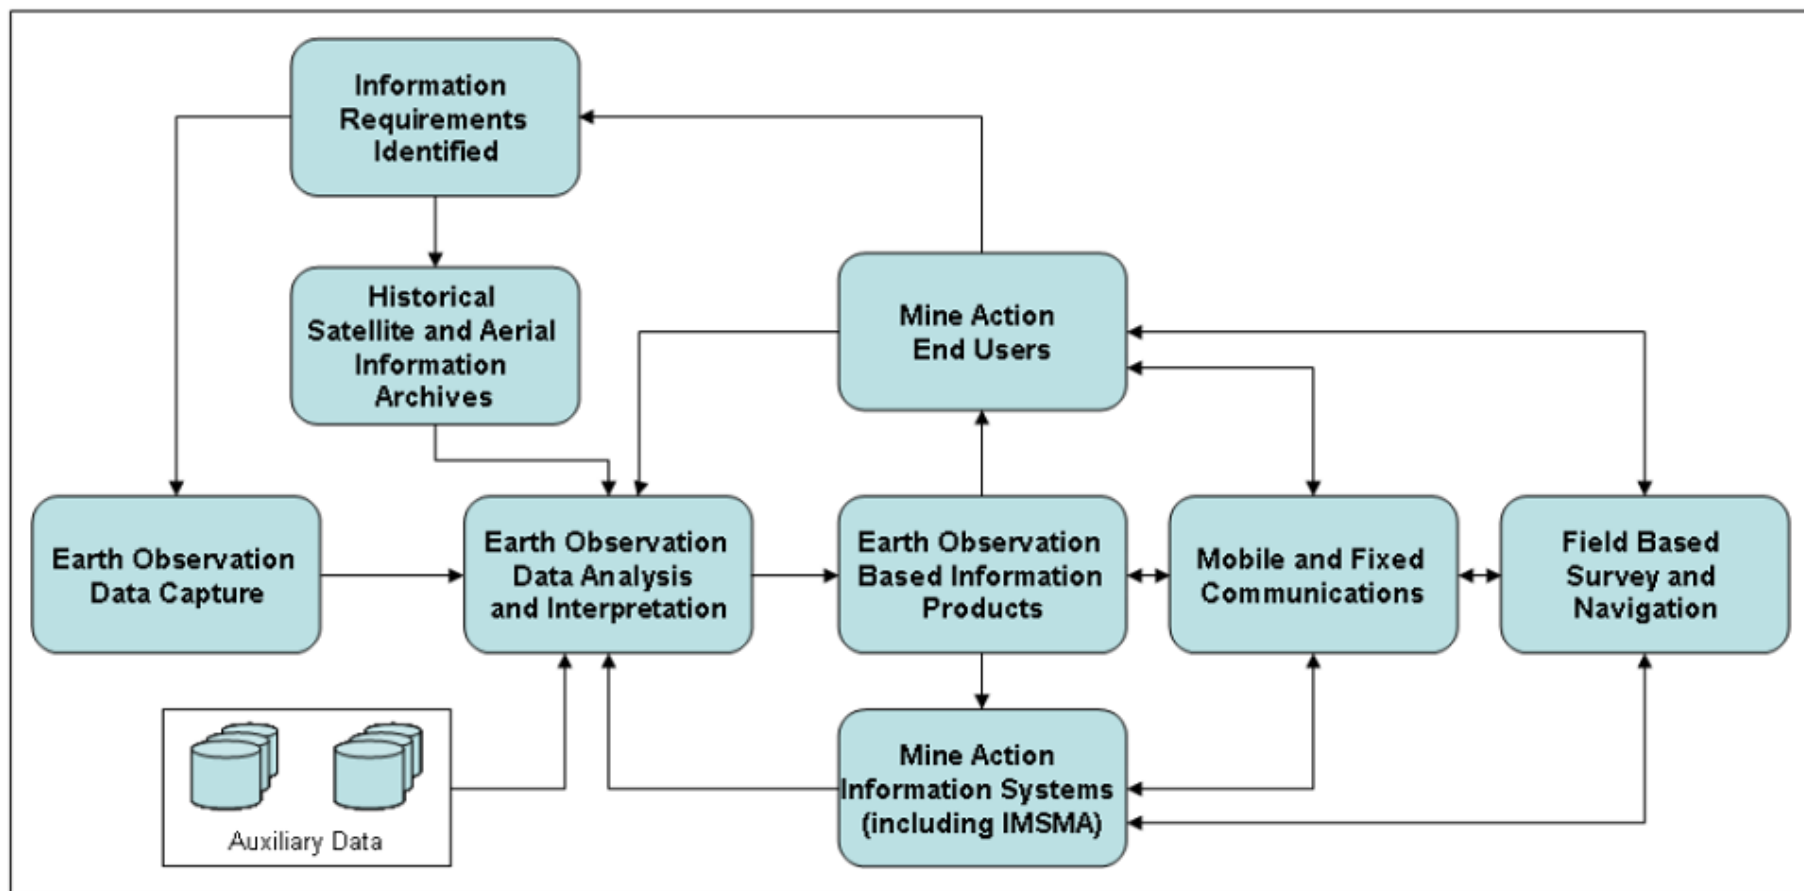 Information
Requirements
Identified
Historical
Satellite and Aerial
Information
Archives
Mine Action
End Users
Earth Observation
Data Capture
Earth Observation
Data Analysis
and Interpretation
Earth Observation
Based Information
Products
Mobile and Fixed
Communications
Field Based
Survey and
Navigation
Auxiliary Data
Mine Action
Information Systems
(including IMSMA)